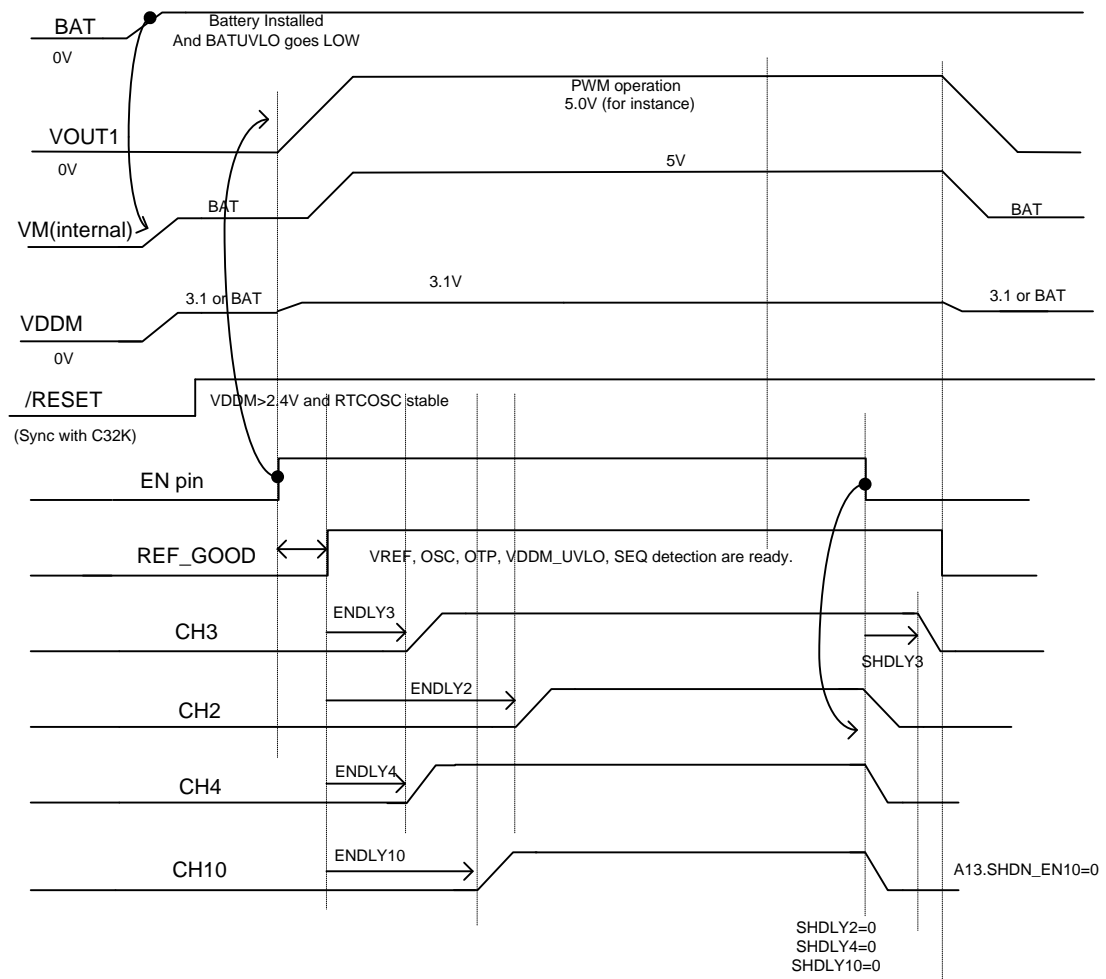 BAT
Battery Installed
And BATUVLO goes LOW
0V
PWM operation
5.0V (for instance)
VOUT1
0V
5V
BAT
BAT
VM(internal)
3.1V
3.1 or BAT
3.1 or BAT
VDDM
0V
/RESET
VDDM>2.4V and RTCOSC stable
(Sync with C32K)
EN pin
REF_GOOD
VREF, OSC, OTP, VDDM_UVLO, SEQ detection are ready.
ENDLY3
CH3
SHDLY3
ENDLY2
CH2
ENDLY4
CH4
ENDLY10
CH10
A13.SHDN_EN10=0
SHDLY2=0
SHDLY4=0
SHDLY10=0